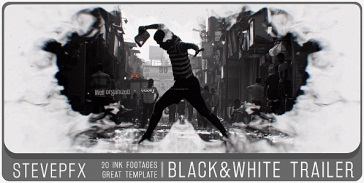 Well organized
STEVEPFX
20 INK FOOTAGES
GREAT TEMPLATE
BLACK&WHITE TRAILER